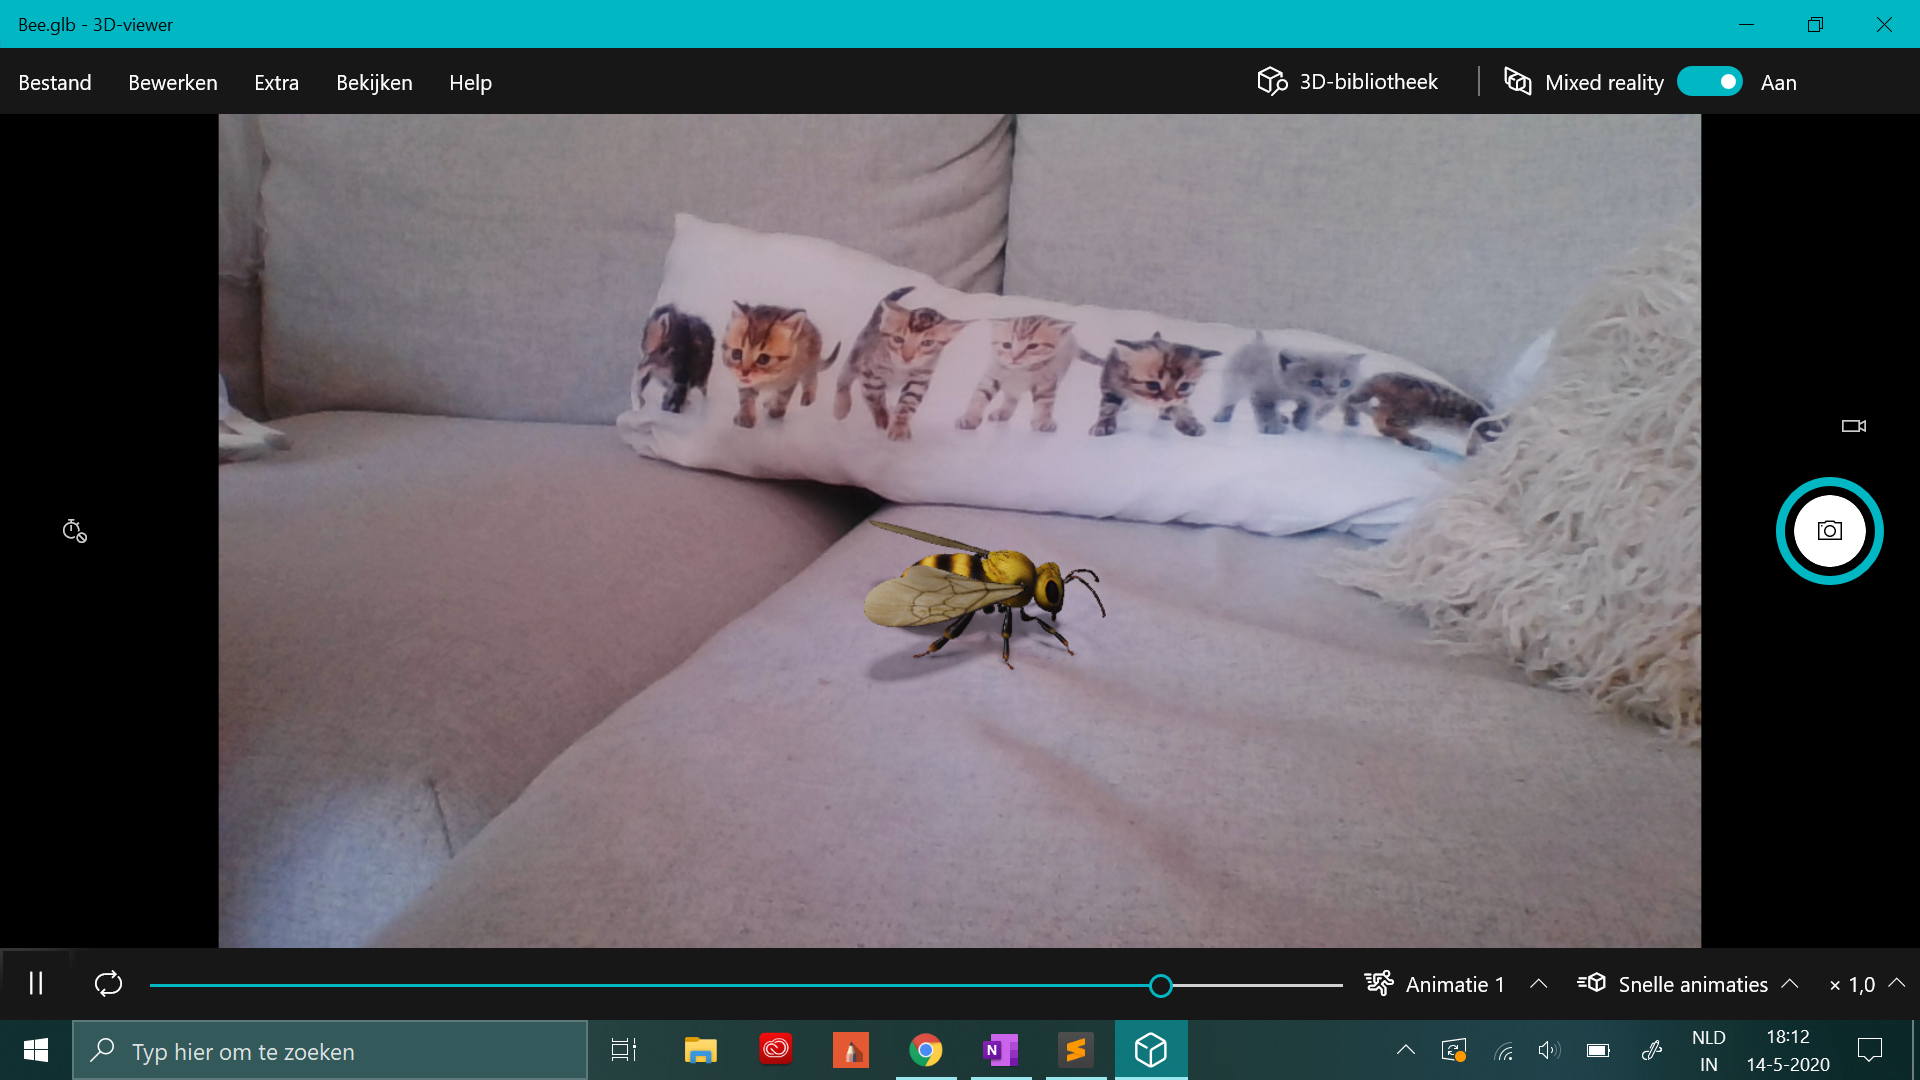 Bee.glb - 3D-viewer
Bestand Bewerken Extra Bekijken Help 3D-bibliotheek Mixed reality Aan
Animatie 1 Snelle animaties × 1,0
Typ hier om te zoeken
N
NLD 18:12
IN 14-5-2020